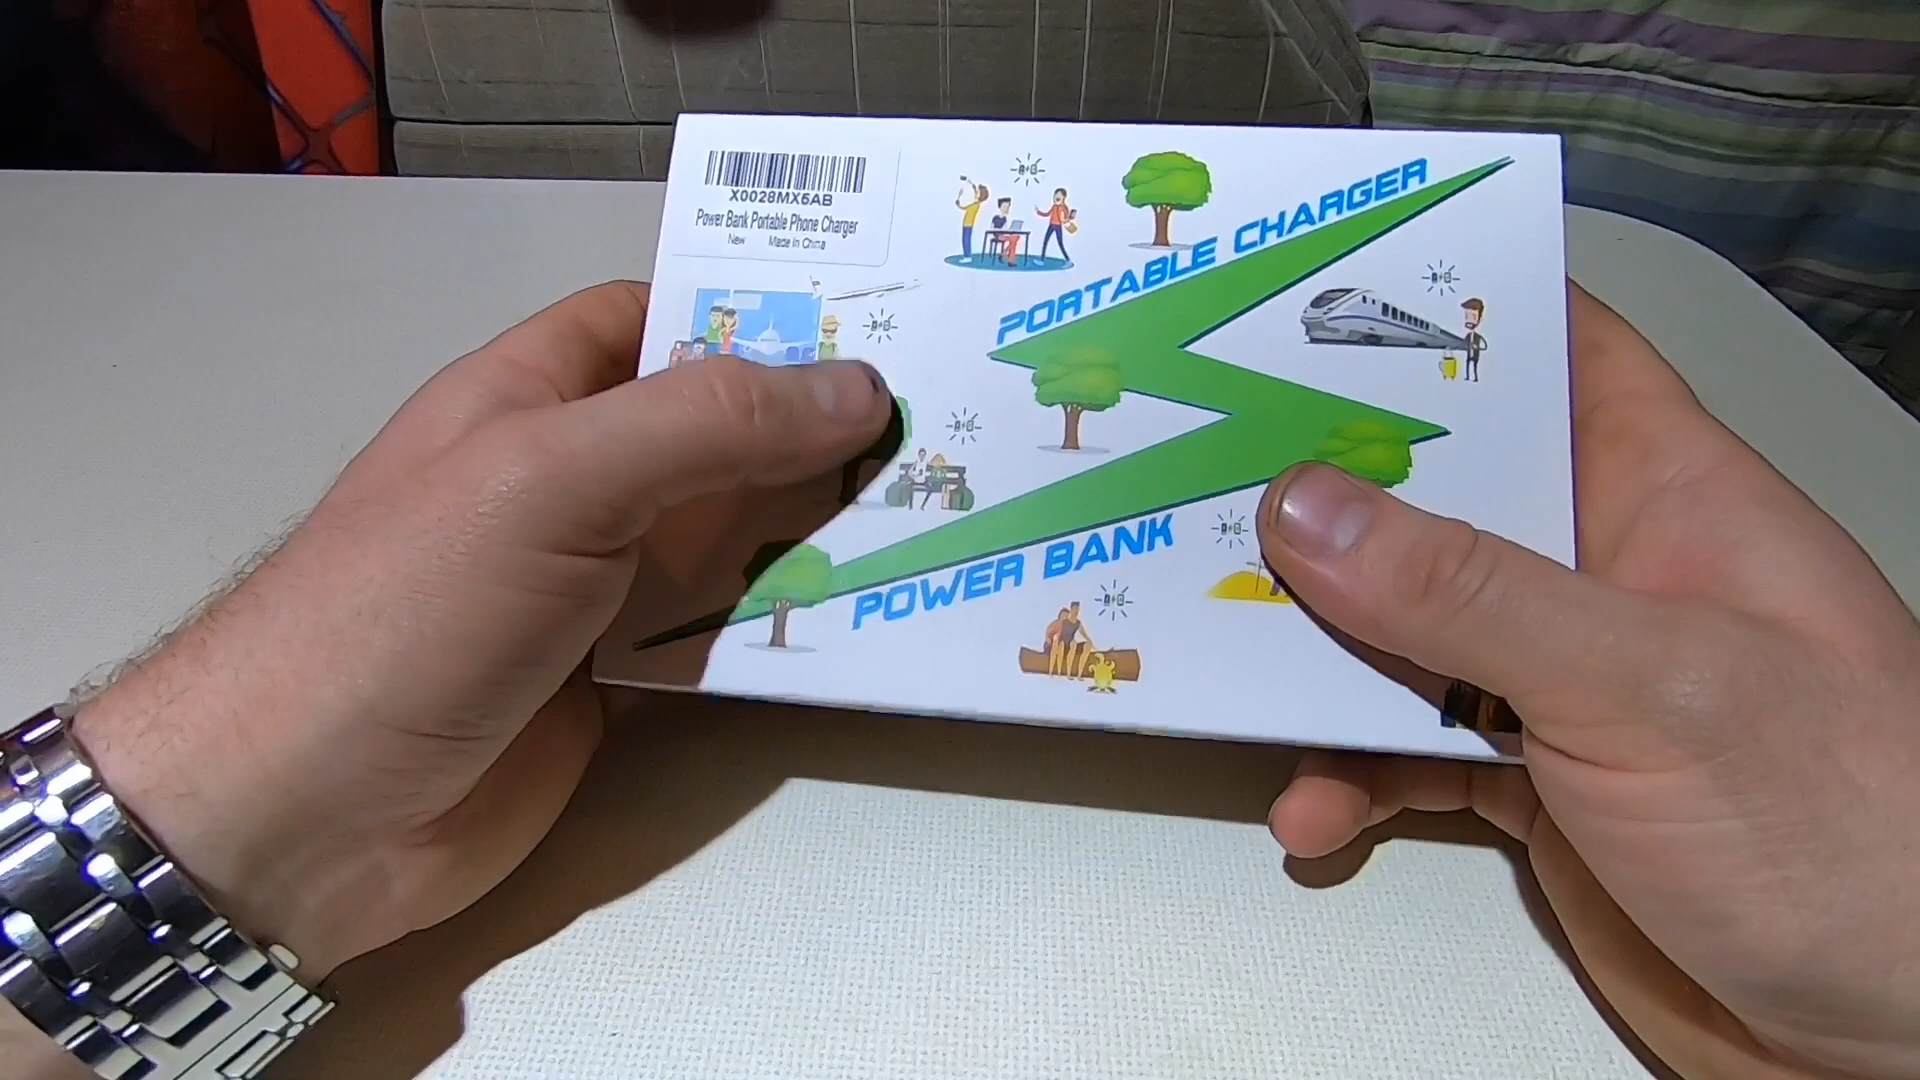 X0028MX6AB
Power Bank Portable Phone Charger
New Made In China
PORTABLE CHARGER
POWER BANK